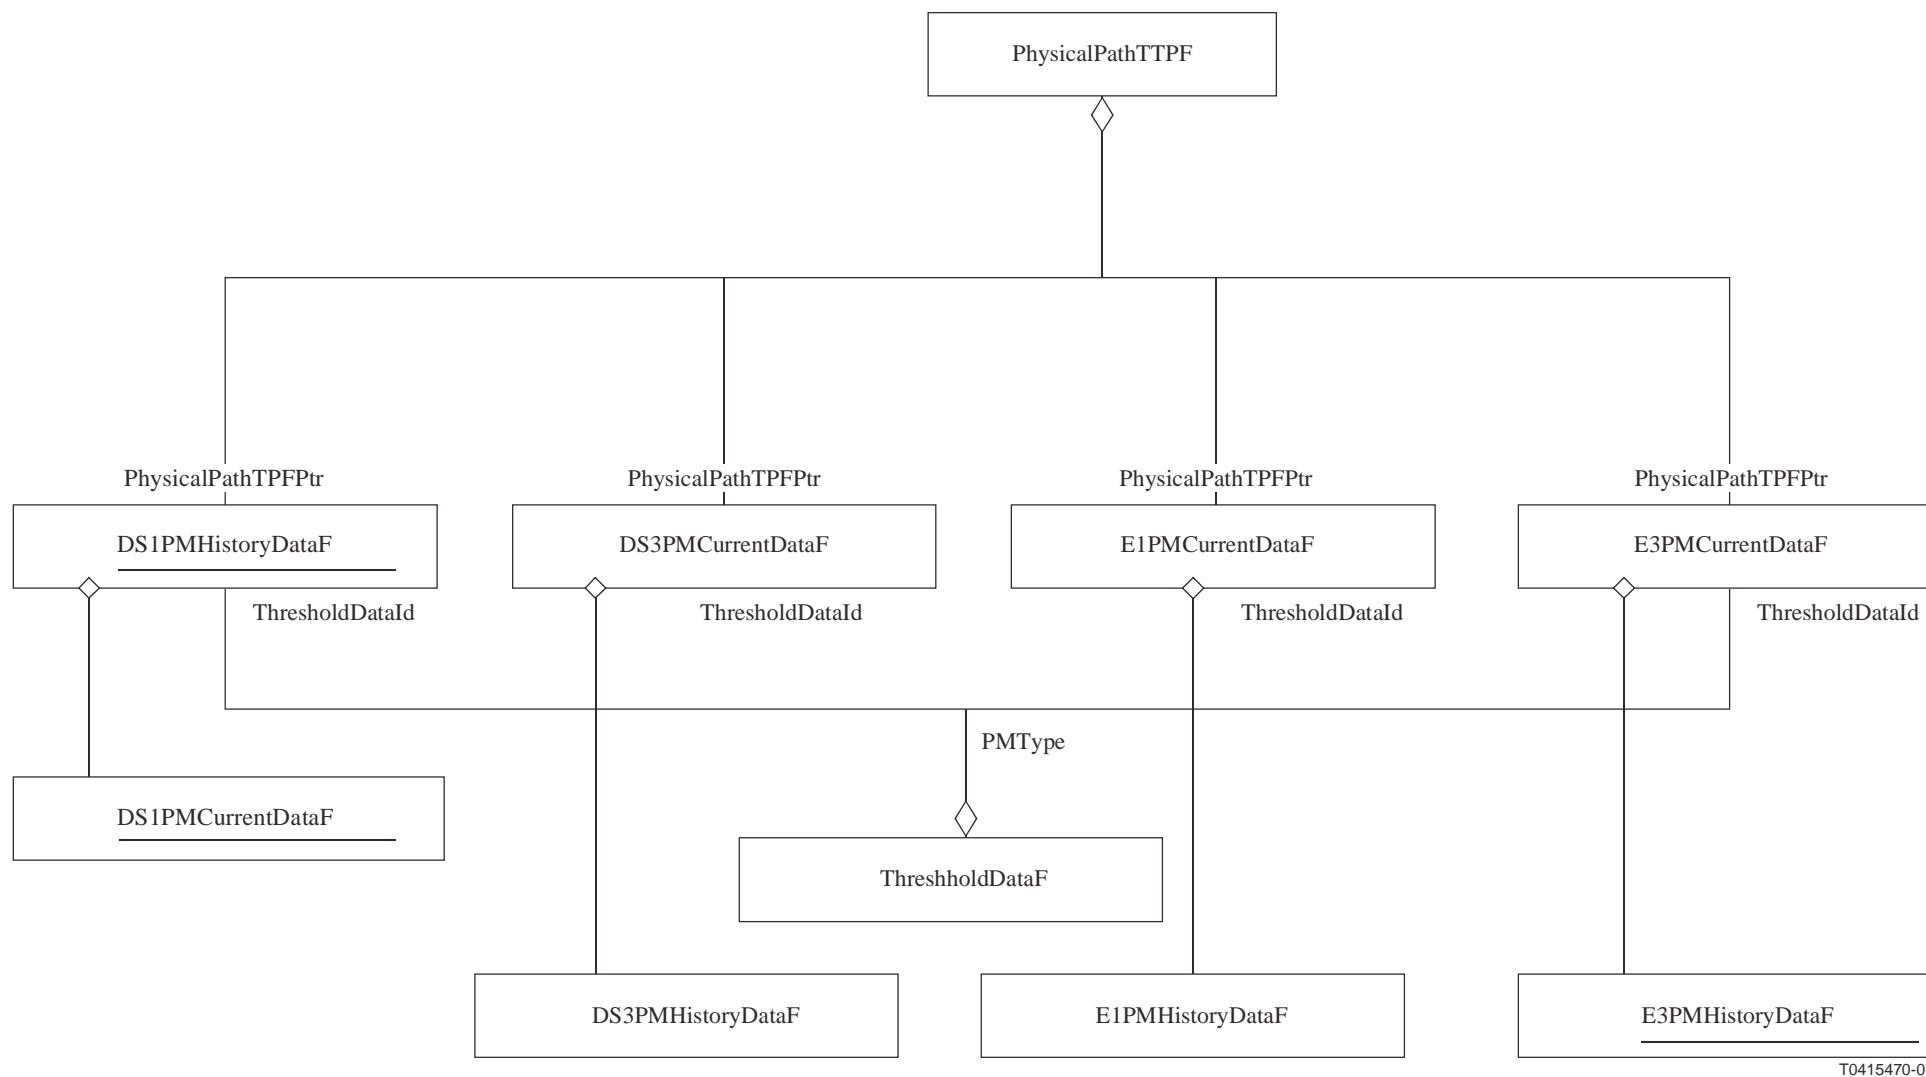 PhysicalPathTTPF
PhysicalPathTPFPtr
PhysicalPathTPFPtr
PhysicalPathTPFPtr
PhysicalPathTPFPtr
DS1PMHistoryDataF
DS3PMCurrentDataF
E1PMCurrentDataF
E3PMCurrentDataF
ThresholdDataId
ThresholdDataId
ThresholdDataId
ThresholdDataId
PMType
DS1PMCurrentDataF
ThreshholdDataF
DS3PMHistoryDataF
E1PMHistoryDataF
E3PMHistoryDataF
T0415470-0